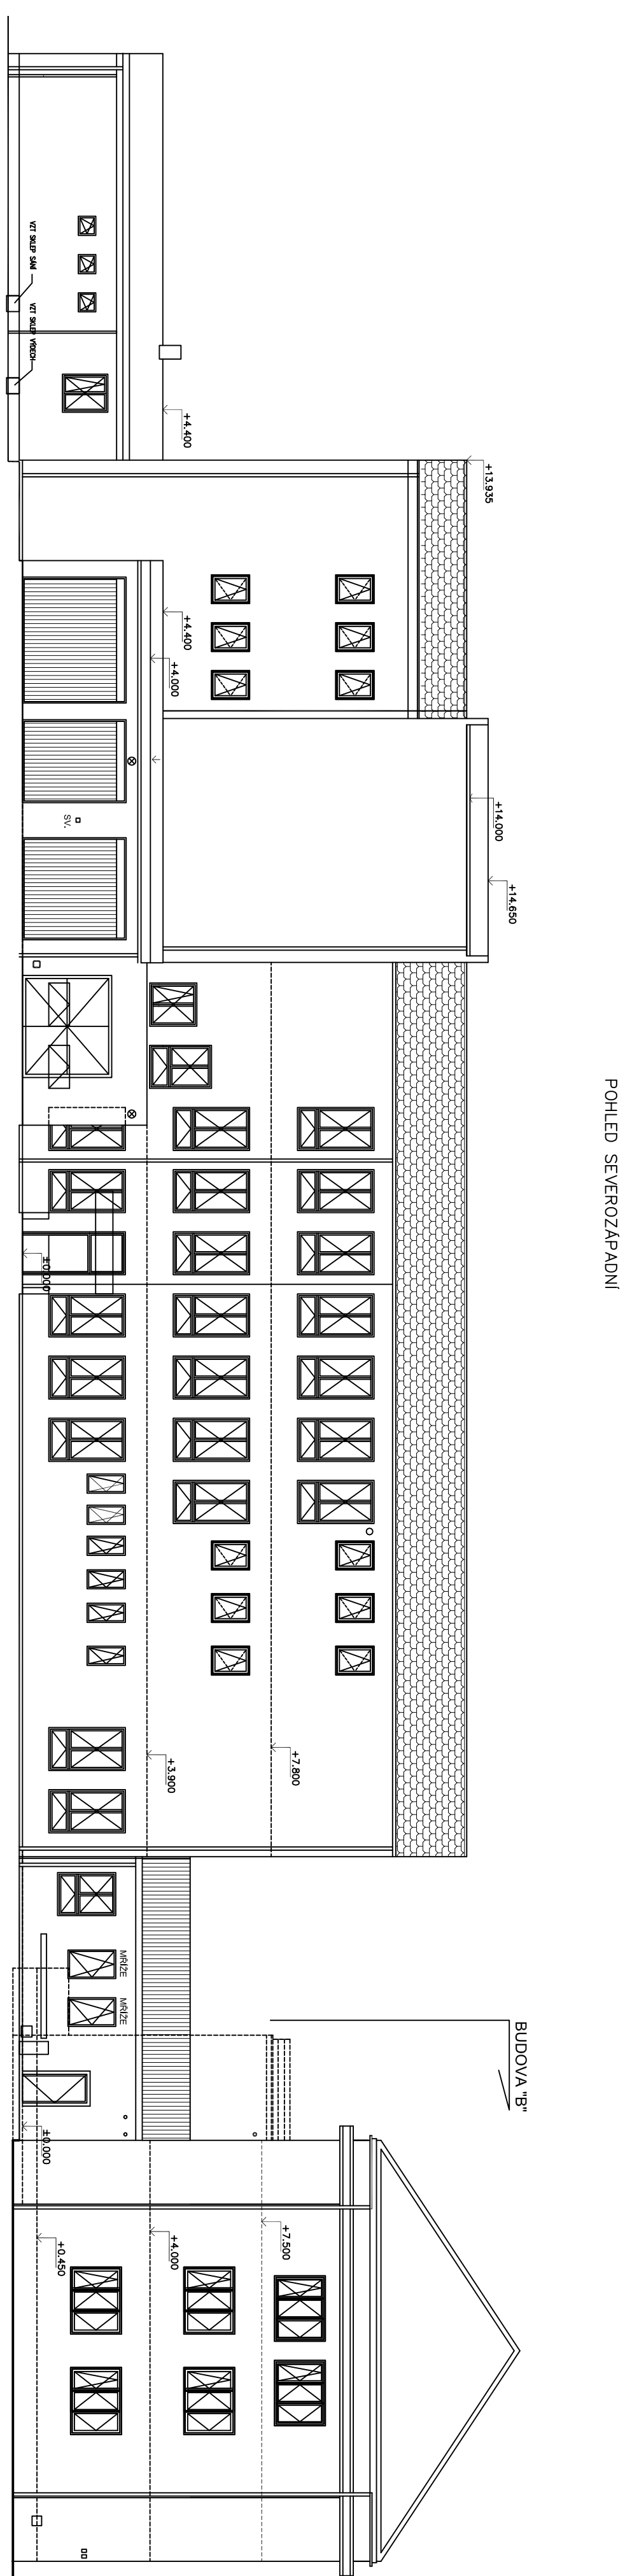 POHLED SEVEROZÁPADNÍ
VZT SKLEP SÁNÍ
VZT SKLEP VÝDECH
+4.400
+13.935
+4.400
+4.000
+14.000
+14.650
SV.
±0.000
+3.900
+7.800
MŘÍŽE
MŘÍŽE
BUDOVA "B"
±0.000
+0.450
+4.000
+7.500